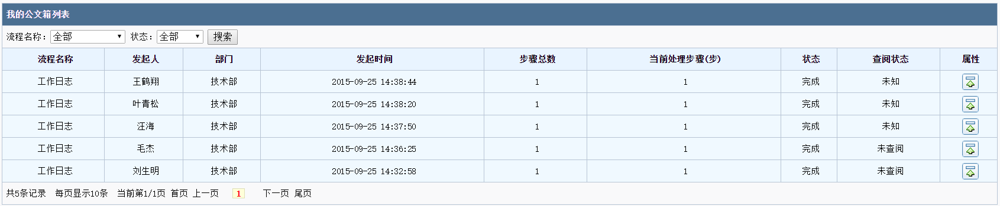 我的公文箱列表
流程名称：全部 状态：全部 搜索
流程名称 发起人 部门 发起时间 步骤总数 当前处理步骤(步) 状态 查阅状态 属性
工作日志 王鹤翔 技术部 2015-09-25 14:38:44 1 1 完成 未知
工作日志 叶青松 技术部 2015-09-25 14:38:20 1 1 完成 未知
工作日志 汪海 技术部 2015-09-25 14:37:50 1 1 完成 未知
工作日志 毛杰 技术部 2015-09-25 14:36:25 1 1 完成 未查阅
工作日志 刘生明 技术部 2015-09-25 14:32:58 1 1 完成 未查阅
共5条记录 每页显示10条 当前第1/1页 首页 上一页 1 下一页 尾页